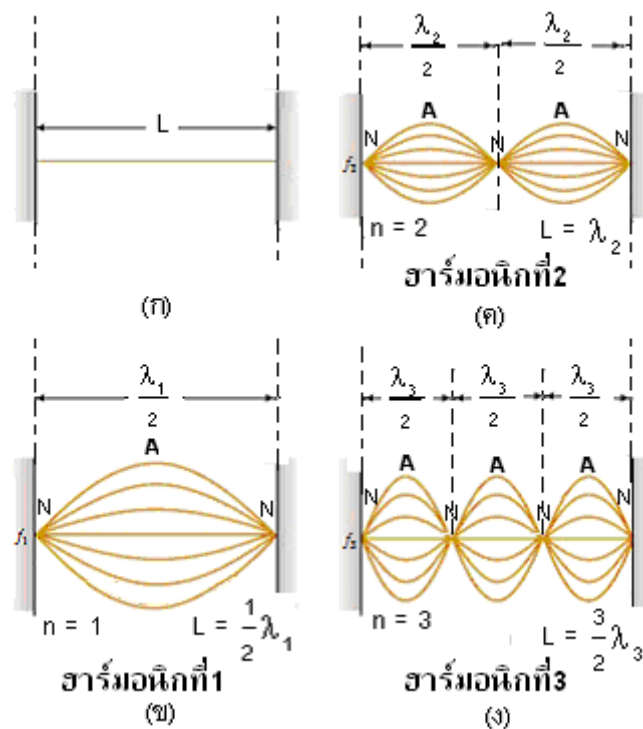 L
(ก)
λ₂/2 λ₂/2
A A
N N N
f₂
n = 2 L = λ₂
ฮาร์มอนิกที่2
(ค)
λ₁/2
A
N N
f₁
n = 1 L = 1/2 λ₁
ฮาร์มอนิกที่1
(ข)
λ₃/2 λ₃/2 λ₃/2
A A A
N N N N
n = 3 L = 3/2 λ₃
ฮาร์มอนิกที่3
(ง)